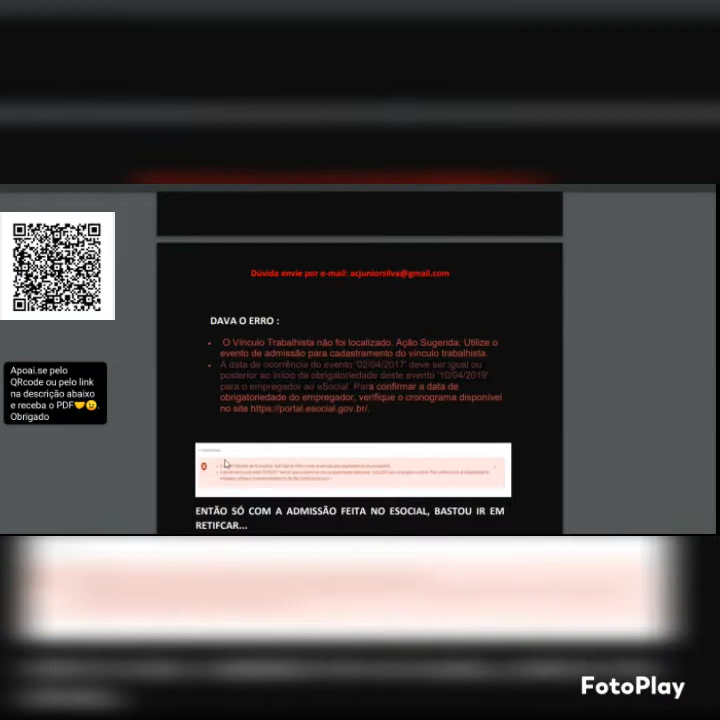 Dúvida envie por e-mail: acjuniorsilva@gmail.com
DAVA O ERRO :
• O Vínculo Trabalhista não foi localizado. Ação Sugerida: Utilize o
evento de admissão para cadastramento do vínculo trabalhista.
• A data de ocorrência do evento '02/04/2017' deve ser igual ou
posterior ao início da obrigatoriedade deste evento '10/04/2019'
para o empregador ao eSocial. Para confirmar a data de
obrigatoriedade do empregador, verifique o cronograma disponível
no site https://portal.esocial.gov.br/.
Apoai.se pelo
QRcode ou pelo link
na descrição abaixo
e receba o PDF🤝😉.
Obrigado
ENTÃO SÓ COM A ADMISSÃO FEITA NO ESOCIAL, BASTOU IR EM
RETIFCAR...
FotoPlay